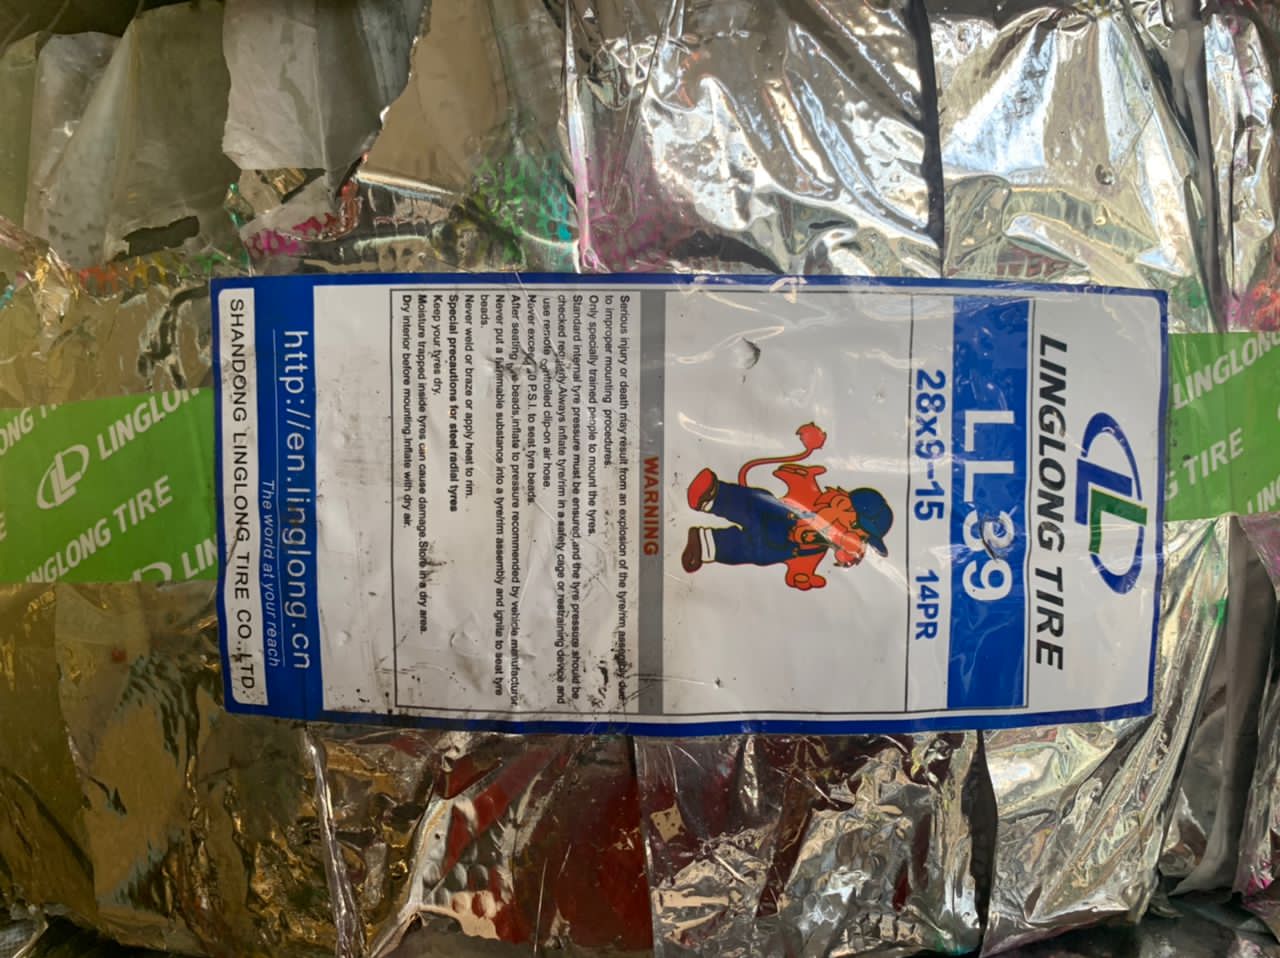 LINGLONG TIRE
LL99
28x9-15 14PR
WARNING
Serious injury or death may result from an explosion of the tyre/rim assembly due
to improper mounting procedures.
Only specially trained people to mount the tyres.
Standard internal tyre pressure must be ensured,and the tyre pressure should be
checked regularly.Always inflate tyre/rim in a safety cage or restraining device and
use remote controlled clip-on air hose.
Never exceed 40 P.S.I. to seat tyre beads.
After seating tyre beads,inflate to pressure recommended by vehicle manufacturer
Never put a flammable substance into a tyre/rim assembly and ignite to seat tyre
beads.
Never weld or braze or apply heat to rim.
Special precautions for steel radial tyres
Keep your tyres dry.
Moisture trapped inside tyres can cause damage.Store in a dry area.
Dry interior before mounting.Inflate with dry air.
http://en.linglong.cn
The world at your reach
SHANDONG LINGLONG TIRE CO.,LTD.
LINGLONG TIRE